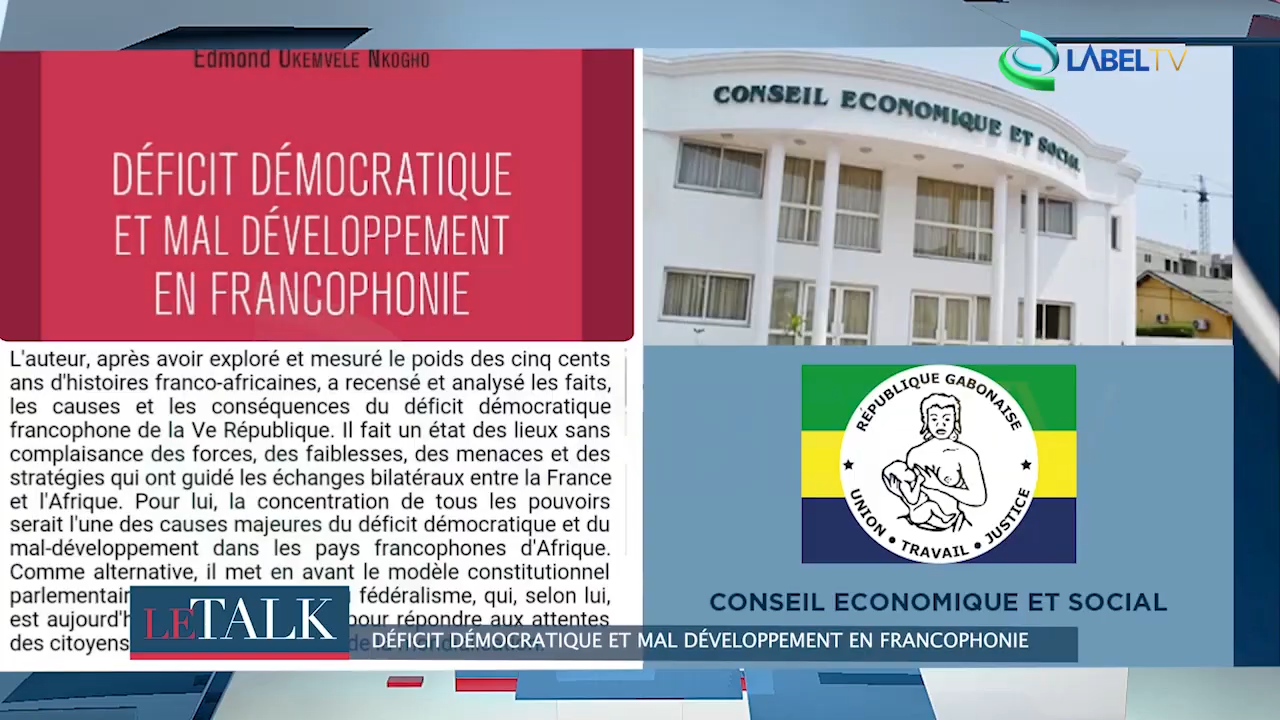 Edmond UKEMVELE NKOGHO
DÉFICIT DÉMOCRATIQUE
ET MAL DÉVELOPPEMENT
EN FRANCOPHONIE
L'auteur, après avoir exploré et mesuré le poids des cinq cents
ans d'histoires franco-africaines, a recensé et analysé les faits,
les causes et les conséquences du déficit démocratique
francophone de la Ve République. Il fait un état des lieux sans
complaisance des forces, des faiblesses, des menaces et des
stratégies qui ont guidé les échanges bilatéraux entre la France
et l'Afrique. Pour lui, la concentration de tous les pouvoirs
serait l'une des causes majeures du déficit démocratique et du
mal-développement dans les pays francophones d'Afrique.
Comme alternative, il met en avant le modèle constitutionnel
fédéralisme, qui, selon lui,
est pour répondre aux attentes
des citoyens
LABEL TV
CONSEIL ECONOMIQUE ET SOCIAL
RÉPUBLIQUE GABONAISE
UNION • TRAVAIL • JUSTICE
CONSEIL ECONOMIQUE ET SOCIAL
LE TALK
DÉFICIT DÉMOCRATIQUE ET MAL DÉVELOPPEMENT EN FRANCOPHONIE